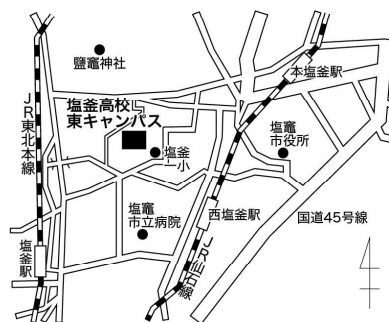 鹽竈神社
本塩釜駅
塩釜高校
東キャンパス
JR東北本線
塩釜
一小
塩竈
市役所
塩竈
市立病院
西塩釜駅
国道45号線
JR仙石線
塩釜駅